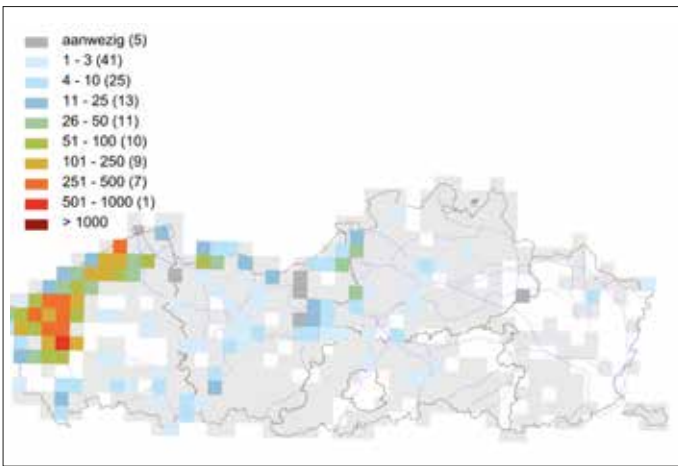 aanwezig (5)
1 - 3 (41)
4 - 10 (25)
11 - 25 (13)
26 - 50 (11)
51 - 100 (10)
101 - 250 (9)
251 - 500 (7)
501 - 1000 (1)
> 1000